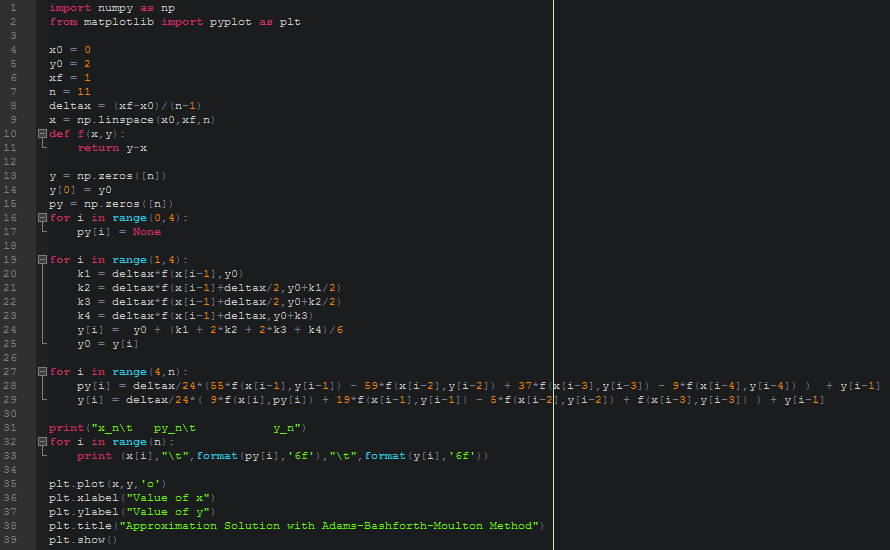 1 import numpy as np
2 from matplotlib import pyplot as plt
3
4 x0 = 0
5 y0 = 2
6 xf = 1
7 n = 11
8 deltax = (xf-x0)/(n-1)
9 x = np.linspace(x0,xf,n)
10 def f(x,y):
11     return y-x
12
13 y = np.zeros([n])
14 y[0] = y0
15 py = np.zeros([n])
16 for i in range(0,4):
17     py[i] = None
18
19 for i in range(1,4):
20     k1 = deltax*f(x[i-1],y0)
21     k2 = deltax*f(x[i-1]+deltax/2,y0+k1/2)
22     k3 = deltax*f(x[i-1]+deltax/2,y0+k2/2)
23     k4 = deltax*f(x[i-1]+deltax,y0+k3)
24     y[i] =  y0 + (k1 + 2*k2 + 2*k3 + k4)/6
25     y0 = y[i]
26
27 for i in range(4,n):
28     py[i] = deltax/24*(55*f(x[i-1],y[i-1]) - 59*f(x[i-2],y[i-2]) + 37*f(x[i-3],y[i-3]) - 9*f(x[i-4],y[i-4]) )  + y[i-1]
29     y[i] = deltax/24*( 9*f(x[i],py[i]) + 19*f(x[i-1],y[i-1]) - 5*f(x[i-2],y[i-2]) + f(x[i-3],y[i-3]) ) + y[i-1]
30
31 print("x_n\t   py_n\t           y_n")
32 for i in range(n):
33     print (x[i],"\t",format(py[i],'6f'),"\t",format(y[i],'6f'))
34
35 plt.plot(x,y,'o')
36 plt.xlabel("Value of x")
37 plt.ylabel("Value of y")
38 plt.title("Approximation Solution with Adams-Bashforth-Moulton Method")
39 plt.show()